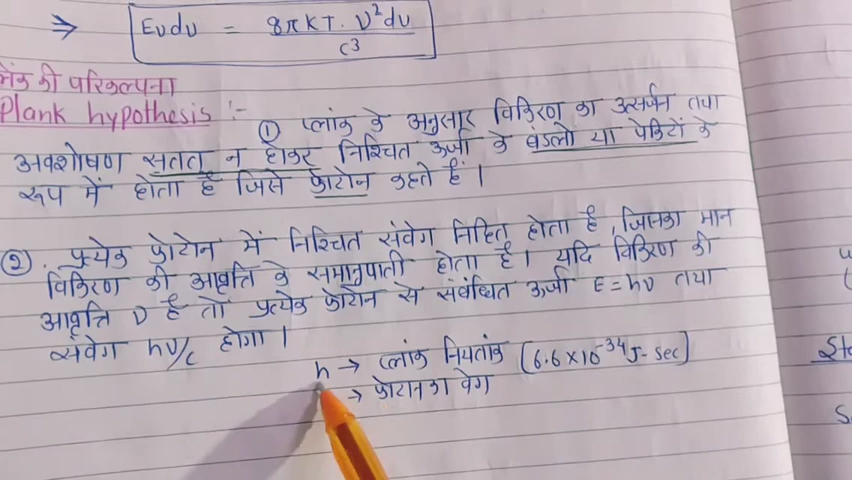 ⇒ Eνdν = 8πKT. ν²dν / c³
की परिकल्पना
Plank hypothesis :-
① प्लांक के अनुसार विकिरण का उत्सर्जन तथा
अवशोषण सतत न होकर निश्चित ऊर्जा के बंडलो या पेकिटों के
रूप में होता है जिसे फ़ोटोन कहते हैं।
② . प्रत्येक फ़ोटोन में निश्चित संवेग निहित होता है, जिसका मान
विकिरण की आवृत्ति के समानुपाती होता है। यदि विकिरण की
आवृत्ति ν है तो प्रत्येक फ़ोटोन से संबंधित ऊर्जा E=hν तथा
संवेग hν/c होगा।
h → प्लांक नियतांक (6.6×10⁻³⁴J-sec)
→ फ़ोटोन का वेग